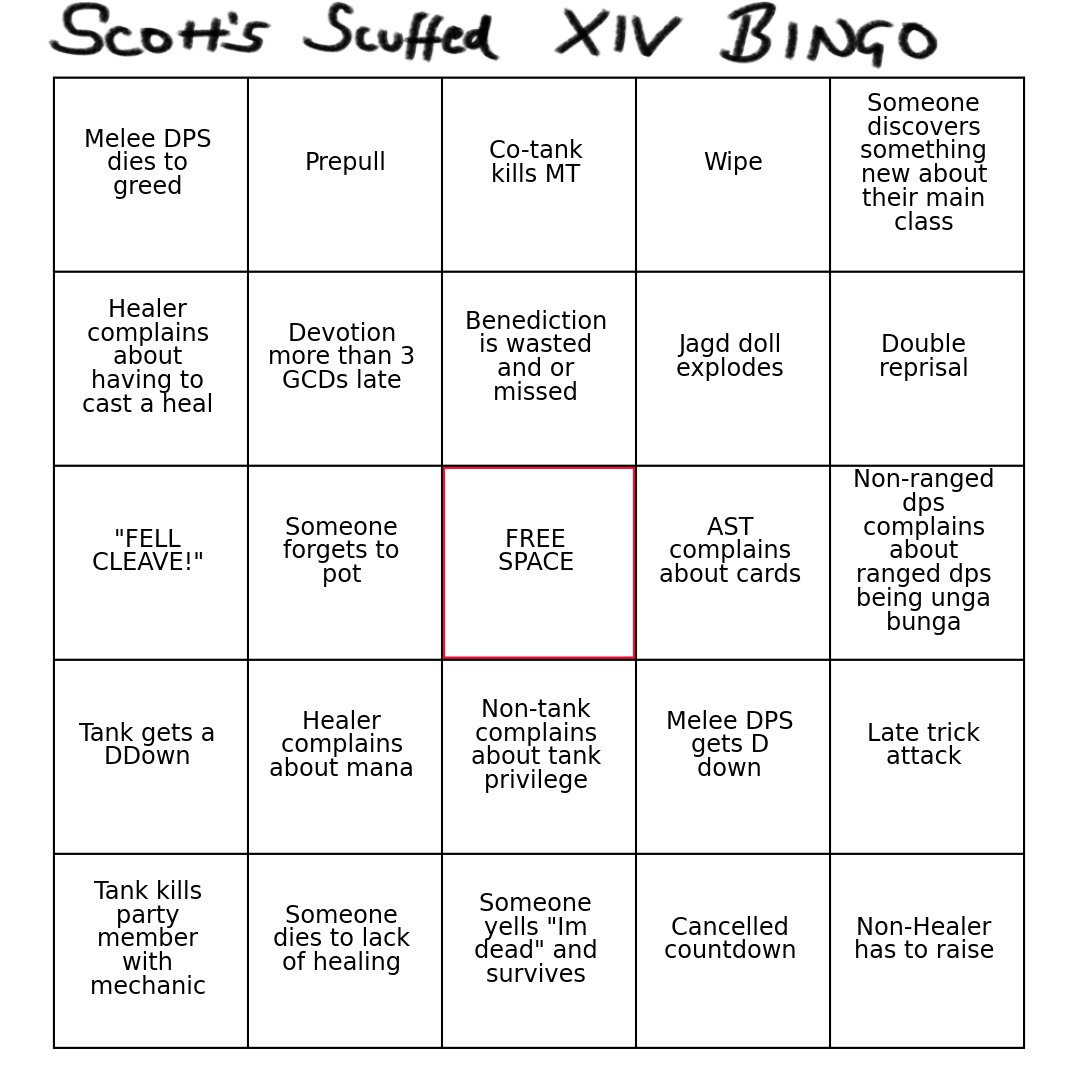 Scott's Scuffed XIV BINGO
Melee DPS
dies to
greed
Prepull
Co-tank
kills MT
Wipe
Someone
discovers
something
new about
their main
class
Healer
complains
about
having to
cast a heal
Devotion
more than 3
GCDs late
Benediction
is wasted
and or
missed
Jagd doll
explodes
Double
reprisal
"FELL
CLEAVE!"
Someone
forgets to
pot
FREE
SPACE
AST
complains
about cards
Non-ranged
dps
complains
about
ranged dps
being unga
bunga
Tank gets a
DDown
Healer
complains
about mana
Non-tank
complains
about tank
privilege
Melee DPS
gets D
down
Late trick
attack
Tank kills
party
member
with
mechanic
Someone
dies to lack
of healing
Someone
yells "Im
dead" and
survives
Cancelled
countdown
Non-Healer
has to raise